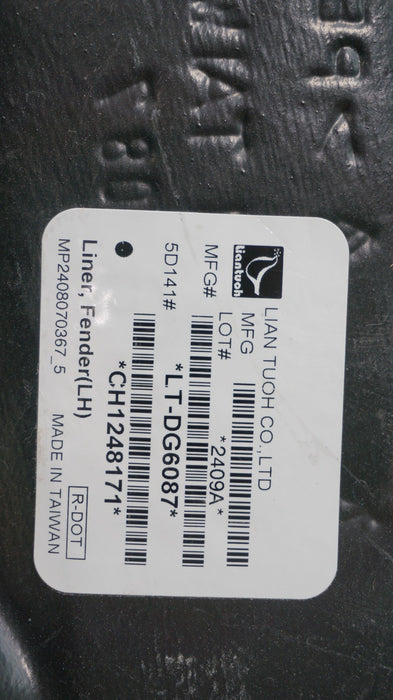 LIAN TUOH CO.,LTD
Liantuoh
MFG
LOT#
*2409A*
MFG#
*LT-DG6087*
5D141#
*CH1248171*
Liner, Fender(LH)
R-DOT
MP2408070367_5
MADE IN TAIWAN